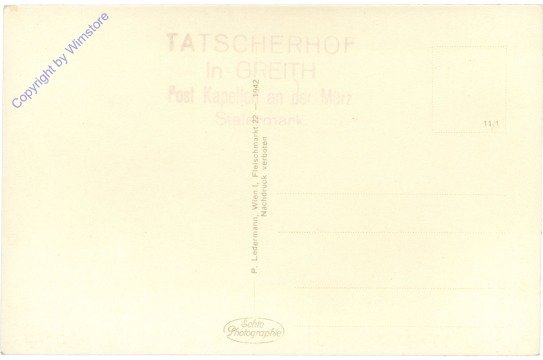 Copyright by Wimstore
TATSCHERHOF
in GREITH
Post Kapellen an der Mürz
Steiermark
11/1
P. Ledermann, Wien I, Fleischmarkt 22 — 1942
Nachdruck verboten
Echte
Photographie